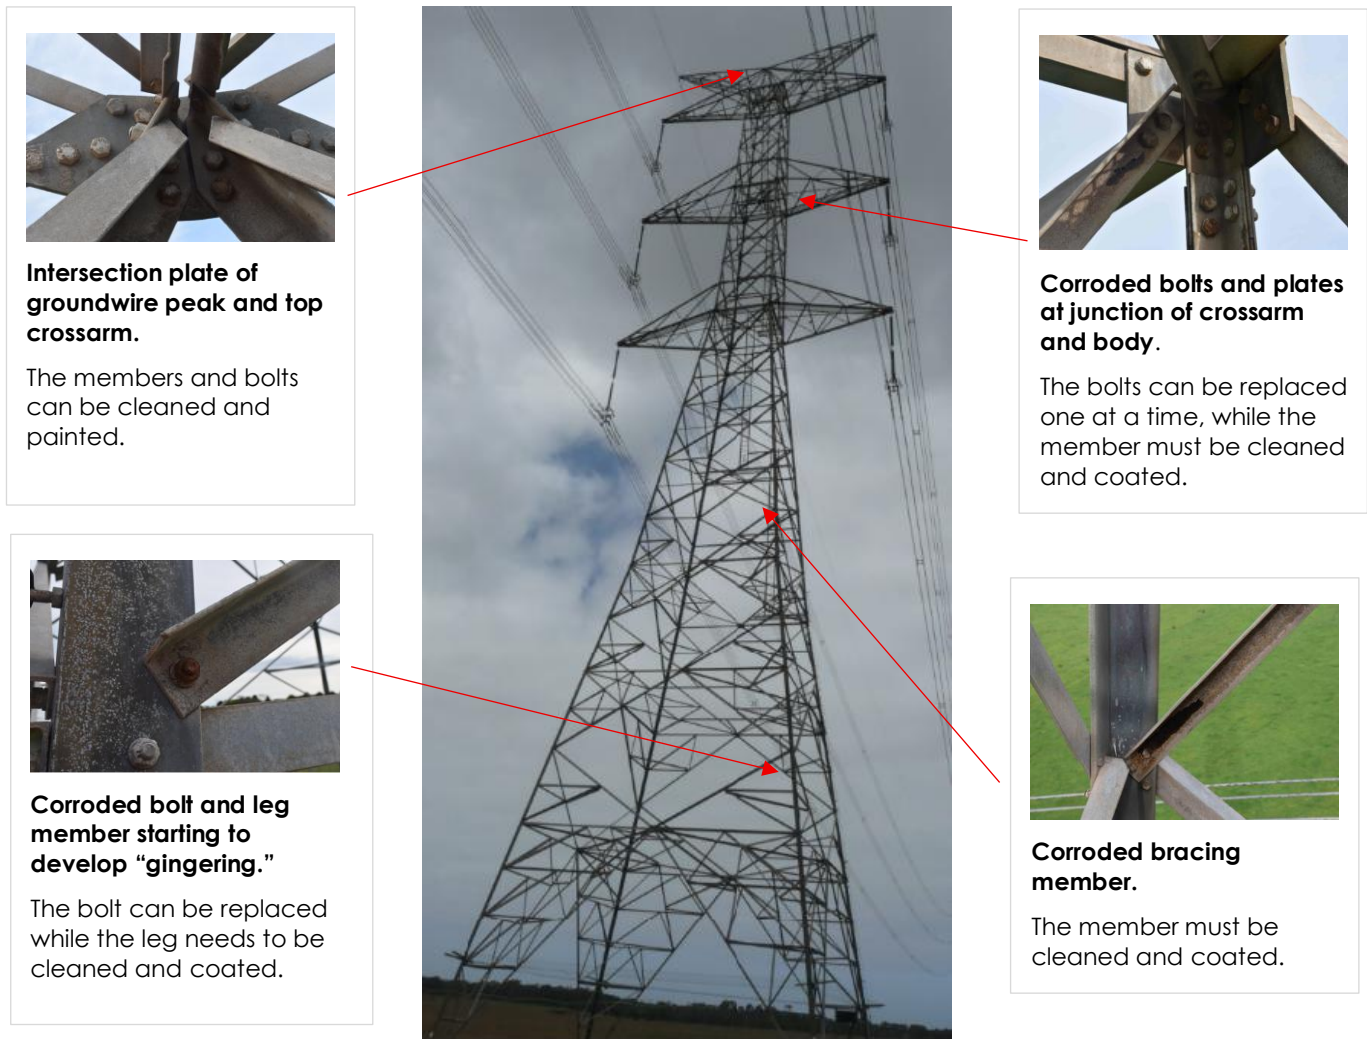 Intersection plate of
groundwire peak and top
crossarm.
The members and bolts
can be cleaned and
painted.
Corroded bolts and plates
at junction of crossarm
and body.
The bolts can be replaced
one at a time, while the
member must be cleaned
and coated.
Corroded bolt and leg
member starting to
develop “gingering.”
The bolt can be replaced
while the leg needs to be
cleaned and coated.
Corroded bracing
member.
The member must be
cleaned and coated.